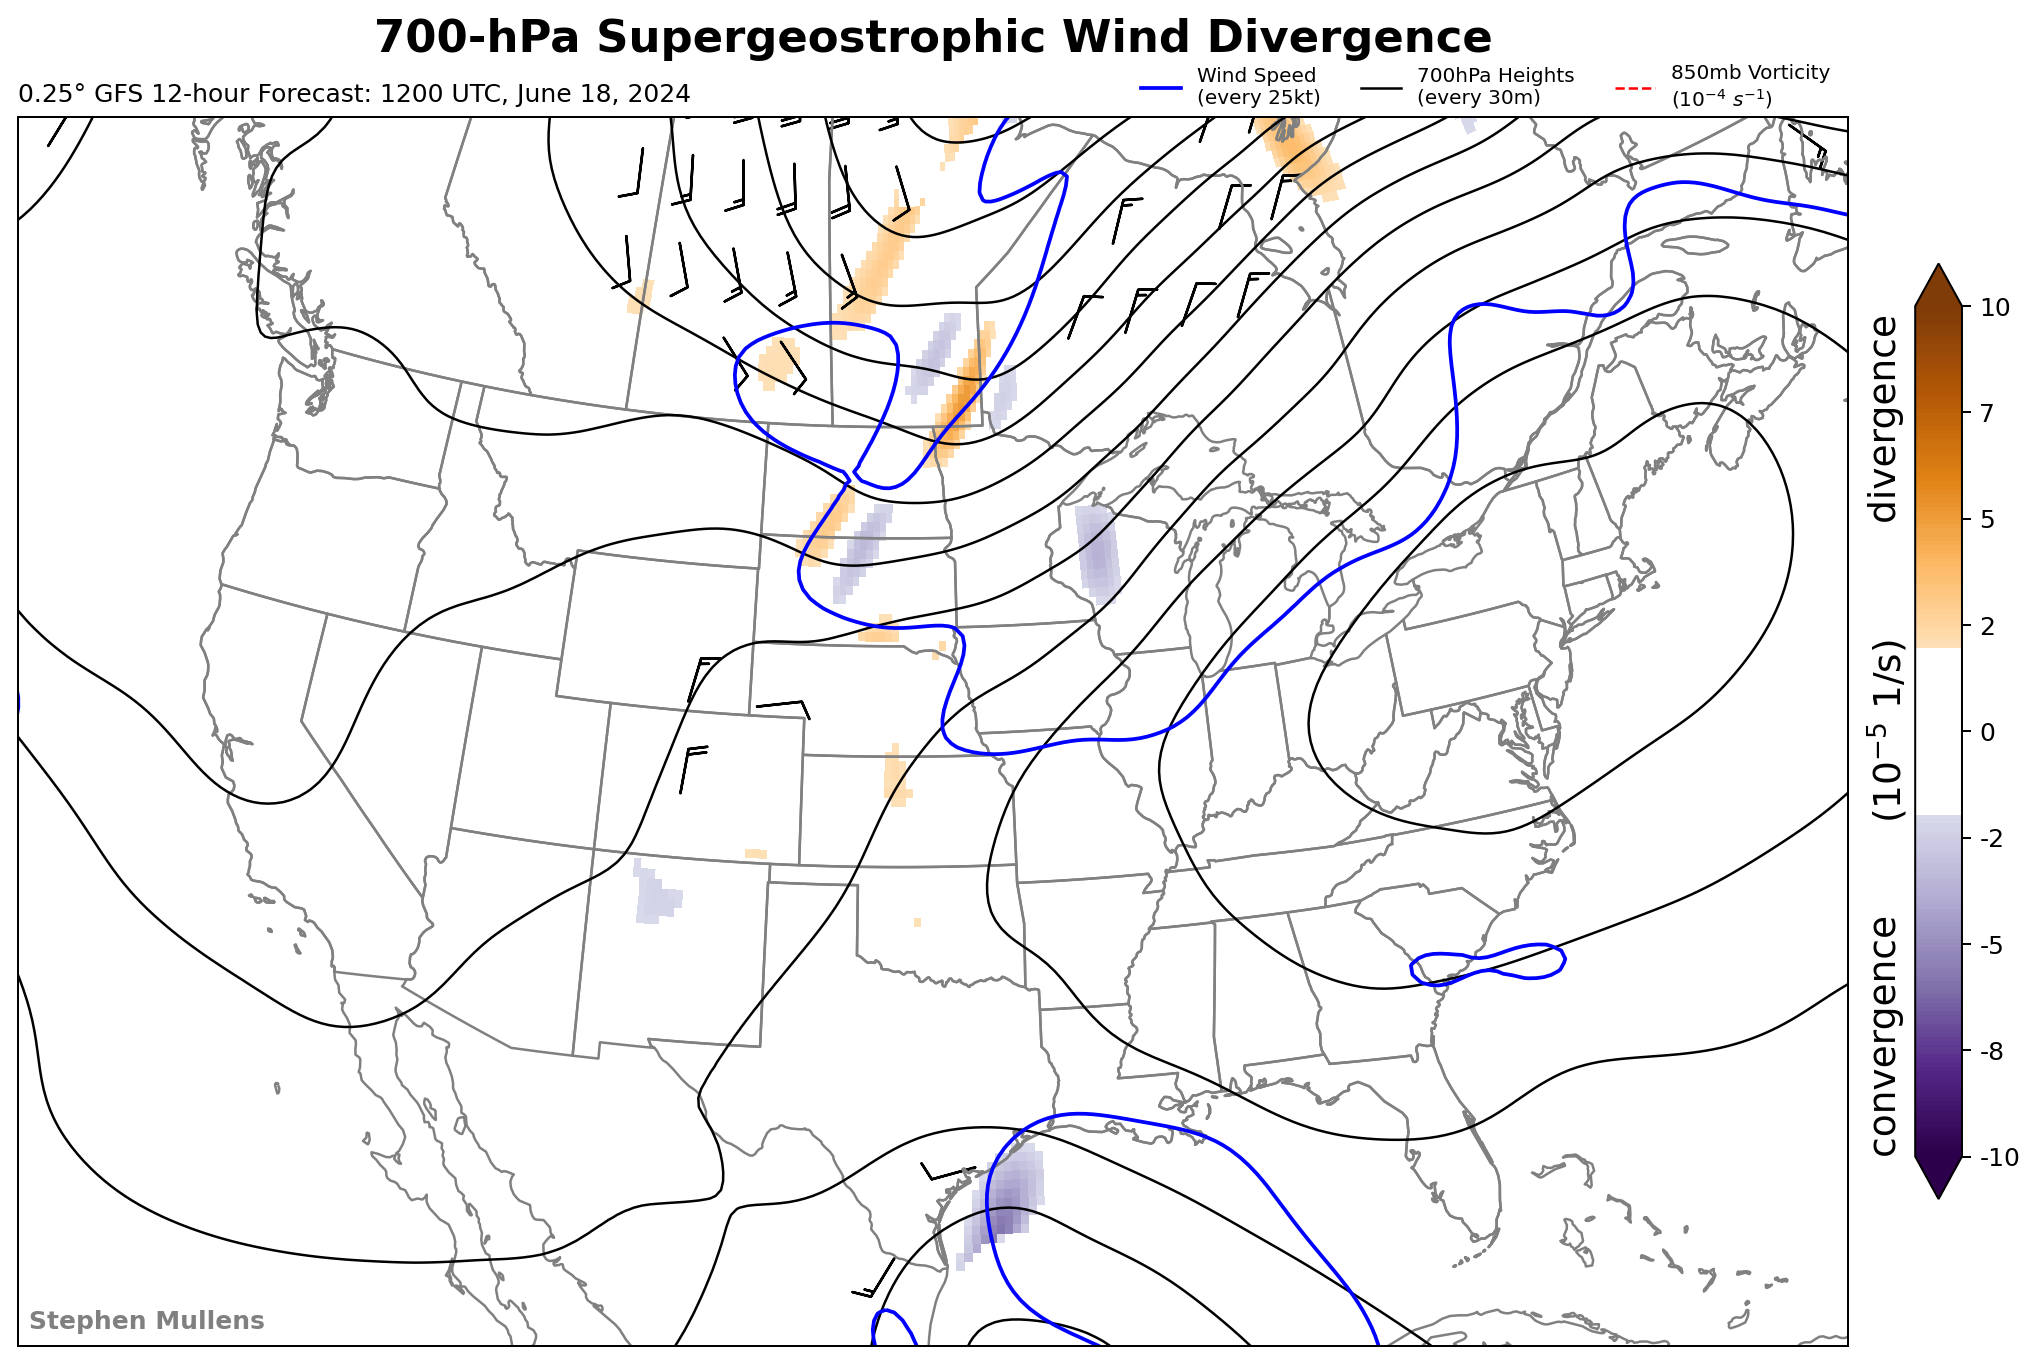 700-hPa Supergeostrophic Wind Divergence
0.25° GFS 12-hour Forecast: 1200 UTC, June 18, 2024
Wind Speed
(every 25kt)
700hPa Heights
(every 30m)
850mb Vorticity
(10⁻⁴ s⁻¹)
convergence (10⁻⁵ 1/s) divergence
10
7
5
2
0
-2
-5
-8
-10
Stephen Mullens